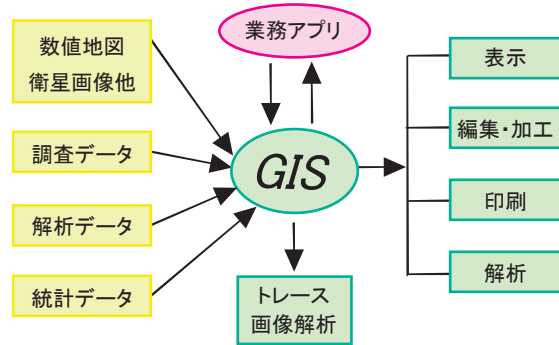 業務アプリ
数値地図
衛星画像他
調査データ
解析データ
統計データ
GIS
トレース
画像解析
表示
編集・加工
印刷
解析